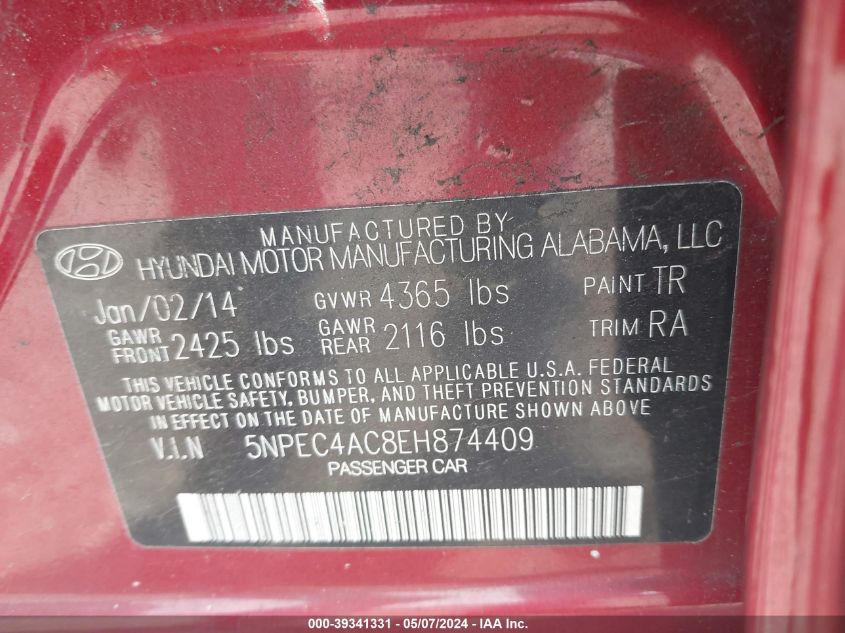 MANUFACTURED BY
HYUNDAI MOTOR MANUFACTURING ALABAMA, LLC
Jan/02/14 GVWR 4365 lbs PAINT TR
GAWR FRONT 2425 lbs GAWR REAR 2116 lbs TRIM RA
THIS VEHICLE CONFORMS TO ALL APPLICABLE U.S.A. FEDERAL
MOTOR VEHICLE SAFETY, BUMPER, AND THEFT PREVENTION STANDARDS
IN EFFECT ON THE DATE OF MANUFACTURE SHOWN ABOVE
V.I.N 5NPEC4AC8EH874409
PASSENGER CAR
000-39341331 - 05/07/2024 - IAA Inc.